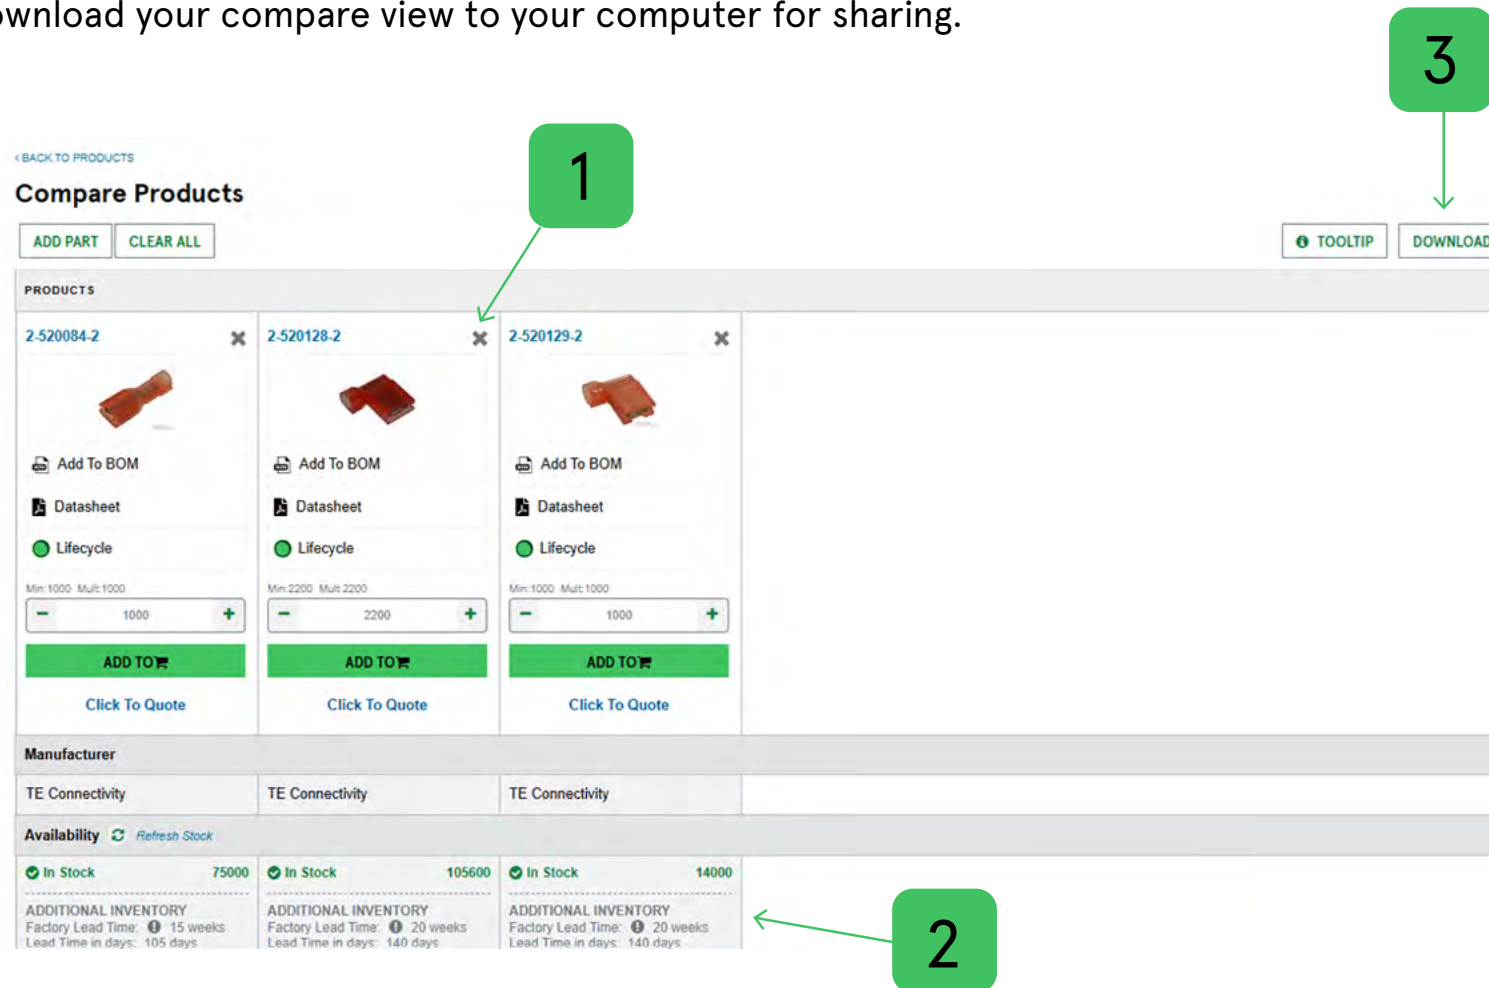 ownload your compare view to your computer for sharing.
3
1
‹ BACK TO PRODUCTS
Compare Products
ADD PART CLEAR ALL TOOLTIP DOWNLOAD
PRODUCTS
2-520084-2 2-520128-2 2-520129-2
Add To BOM Add To BOM Add To BOM
Datasheet Datasheet Datasheet
Lifecycle Lifecycle Lifecycle
Min:1000 Mult:1000 Min:2200 Mult:2200 Min:1000 Mult:1000
− 1000 + − 2200 + − 1000 +
ADD TO ADD TO ADD TO
Click To Quote Click To Quote Click To Quote
Manufacturer
TE Connectivity TE Connectivity TE Connectivity
Availability Refresh Stock
In Stock 75000 In Stock 105600 In Stock 14000
ADDITIONAL INVENTORY ADDITIONAL INVENTORY ADDITIONAL INVENTORY
Factory Lead Time: 15 weeks Factory Lead Time: 20 weeks Factory Lead Time: 20 weeks
Lead Time in days: 105 days Lead Time in days: 140 days Lead Time in days: 140 days
2